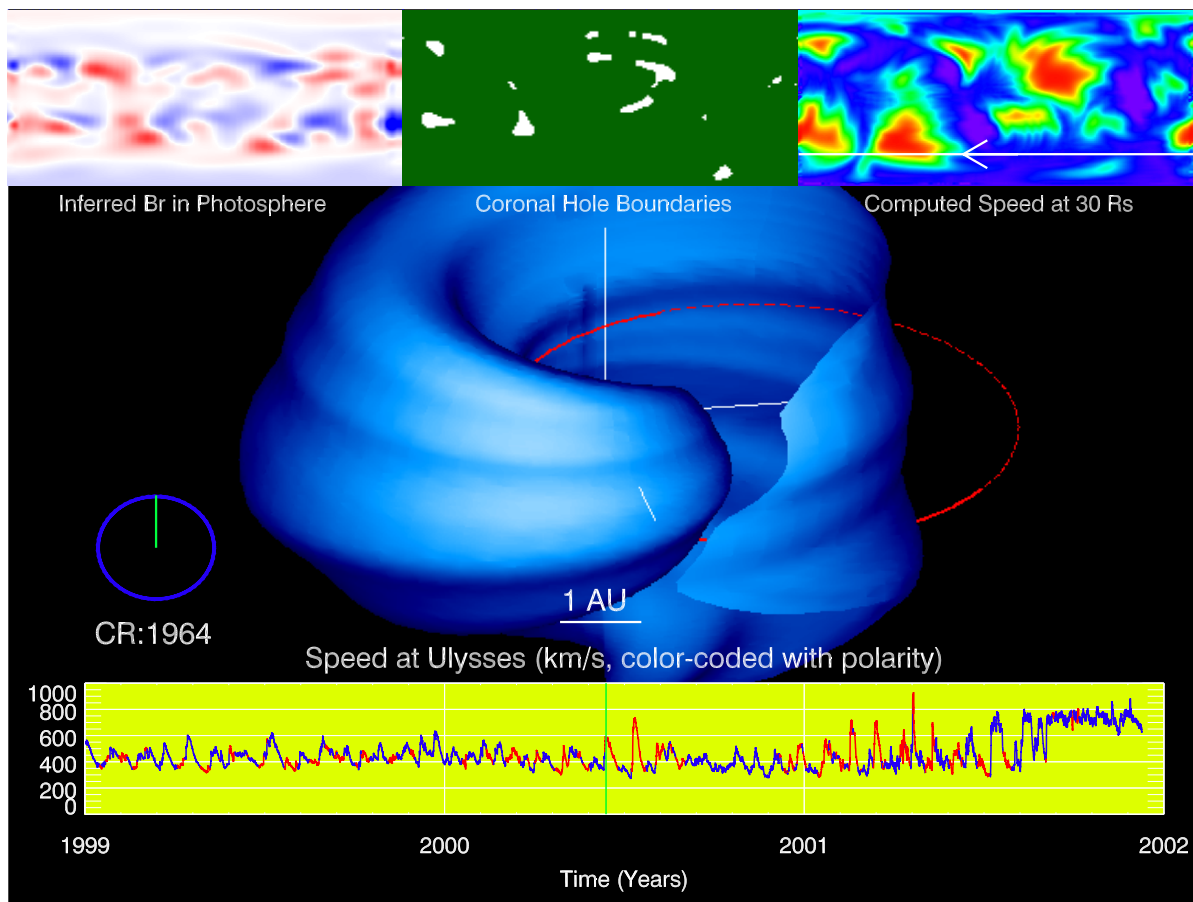 Inferred Br in Photosphere
Coronal Hole Boundaries
Computed Speed at 30 Rs
1 AU
CR:1964
Speed at Ulysses (km/s, color-coded with polarity)
1000
800
600
400
200
0
1999
2000
2001
2002
Time (Years)